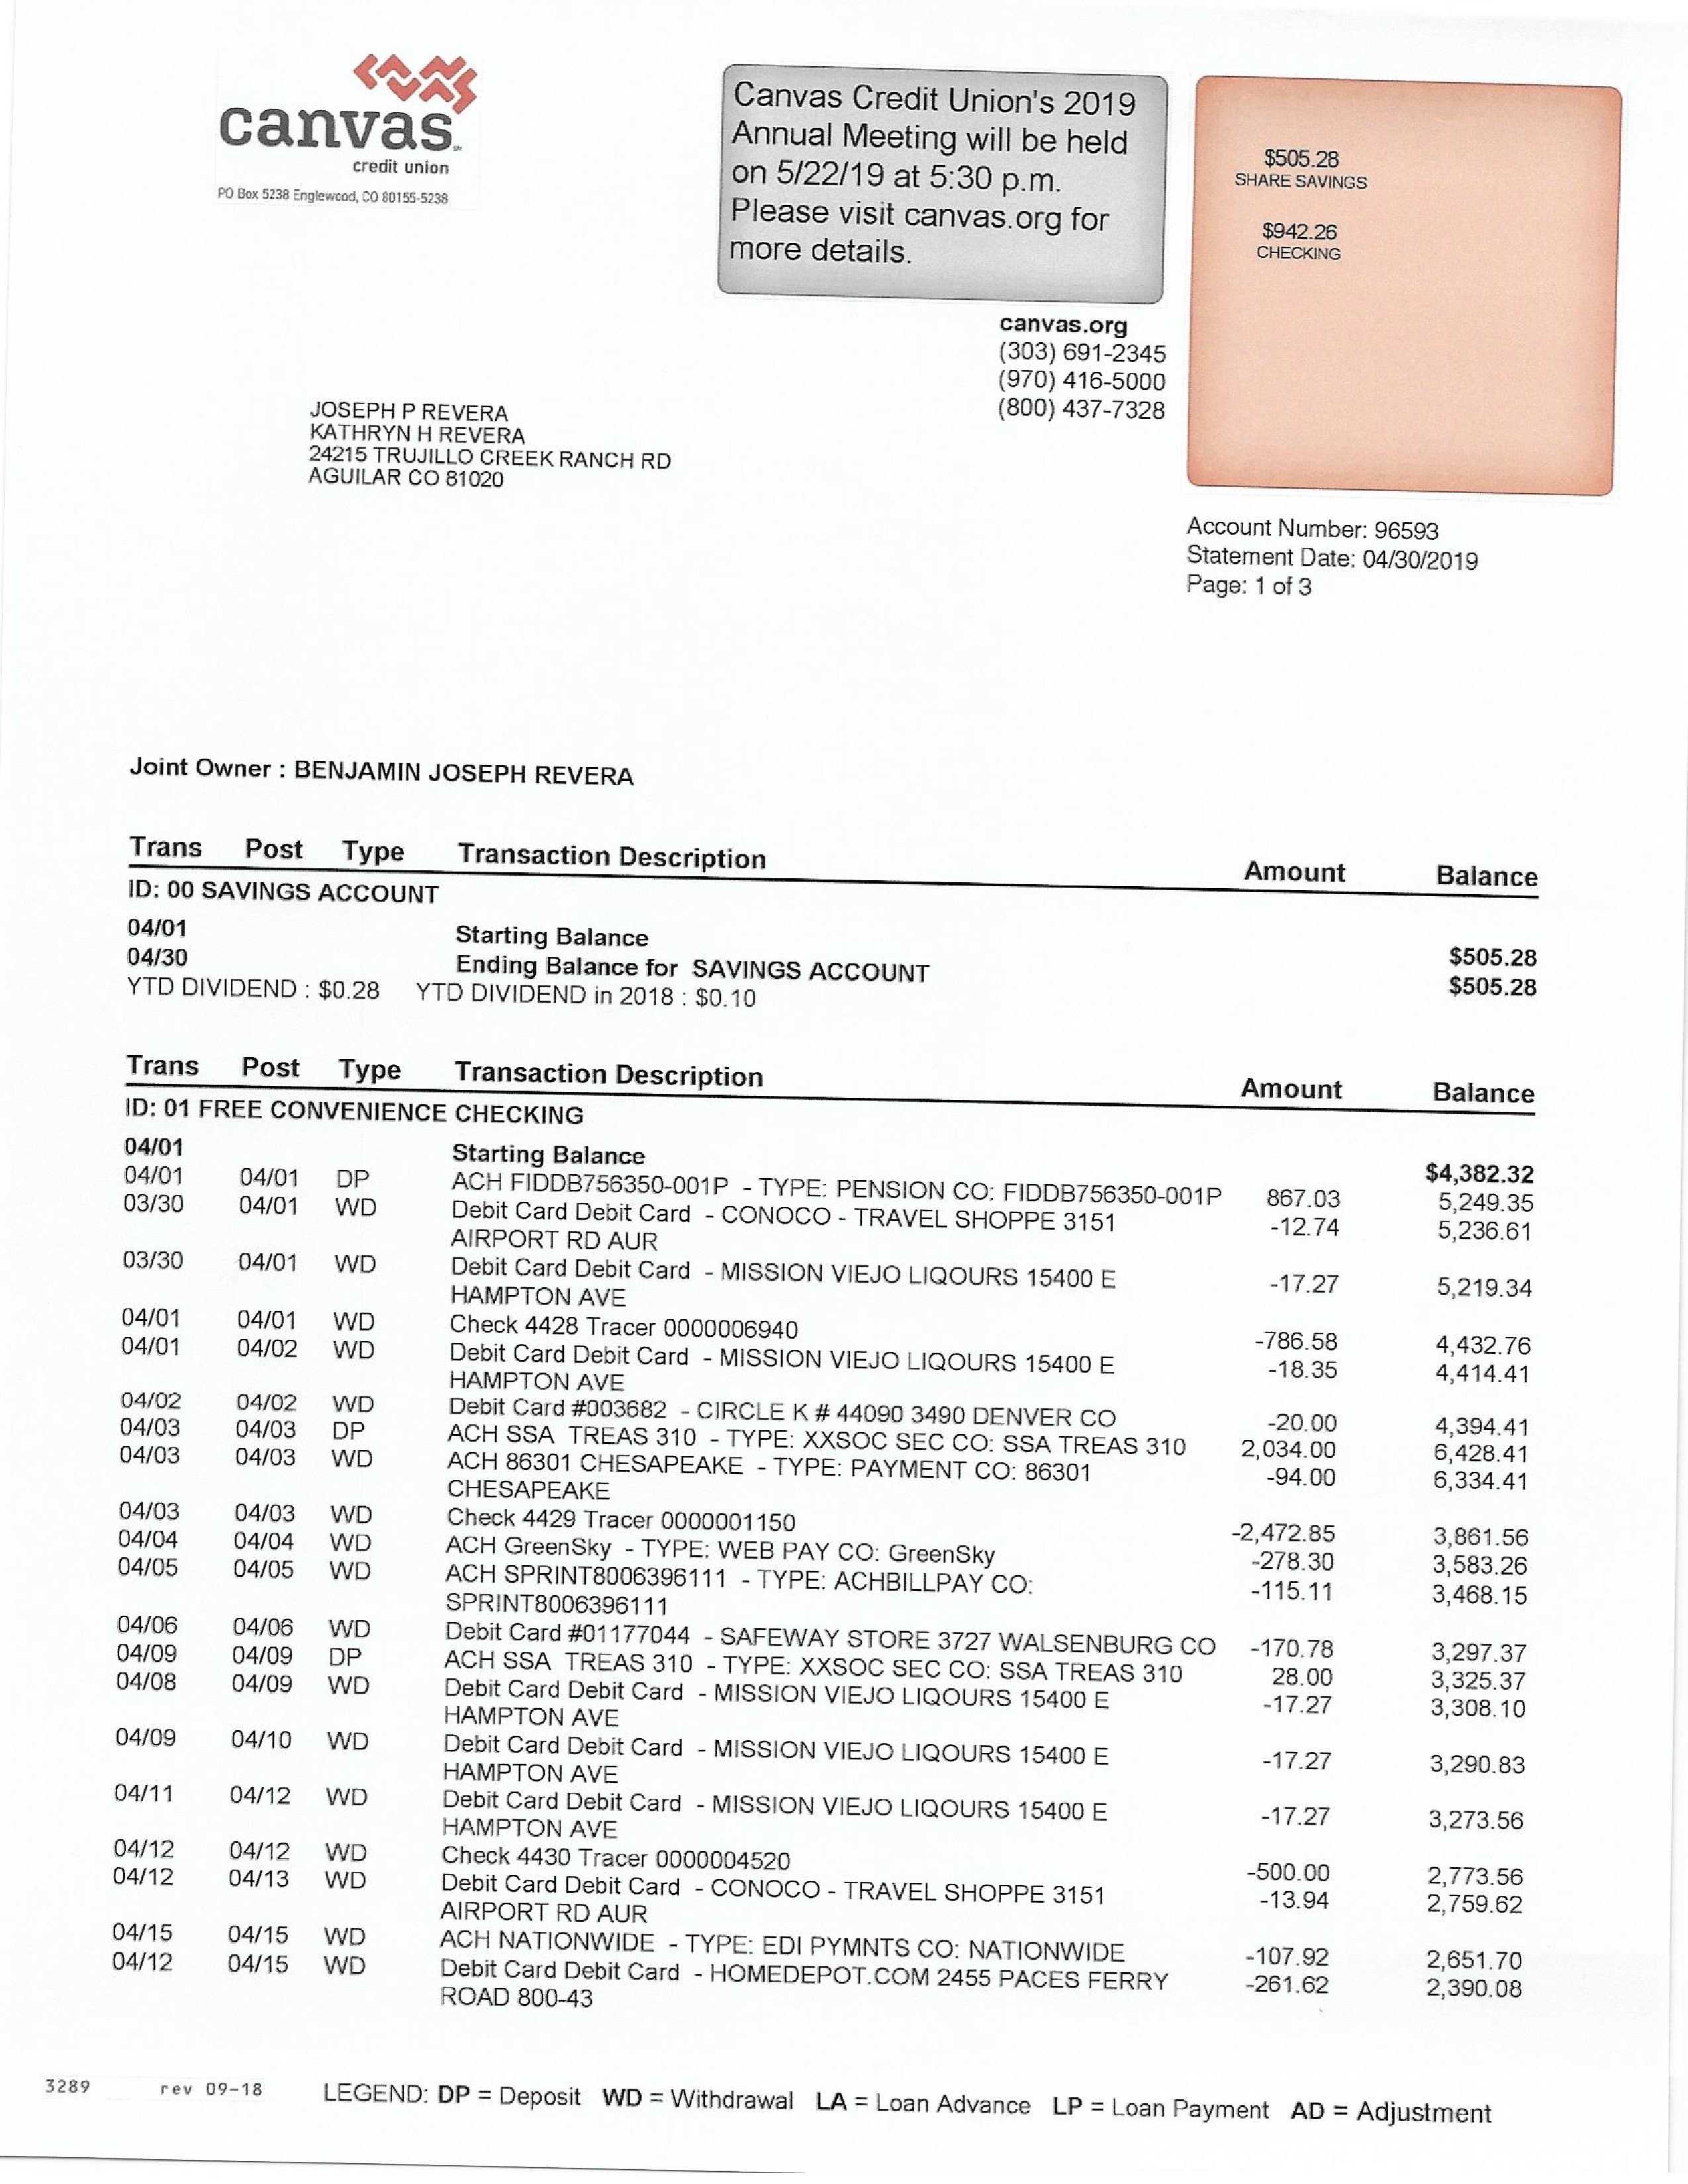 canvas
credit union
PO Box 5238 Englewood, CO 80155-5238
Canvas Credit Union's 2019
Annual Meeting will be held
on 5/22/19 at 5:30 p.m.
Please visit canvas.org for
more details.
$505.28
SHARE SAVINGS
$942.26
CHECKING
canvas.org
(303) 691-2345
(970) 416-5000
(800) 437-7328
JOSEPH P REVERA
KATHRYN H REVERA
24215 TRUJILLO CREEK RANCH RD
AGUILAR CO 81020
Account Number: 96593
Statement Date: 04/30/2019
Page: 1 of 3
Joint Owner : BENJAMIN JOSEPH REVERA
Trans Post Type Transaction Description Amount Balance
ID: 00 SAVINGS ACCOUNT
04/01 Starting Balance $505.28
04/30 Ending Balance for SAVINGS ACCOUNT $505.28
YTD DIVIDEND : $0.28 YTD DIVIDEND in 2018 : $0.10
Trans Post Type Transaction Description Amount Balance
ID: 01 FREE CONVENIENCE CHECKING
04/01 Starting Balance $4,382.32
04/01 04/01 DP ACH FIDDB756350-001P - TYPE: PENSION CO: FIDDB756350-001P 867.03 5,249.35
03/30 04/01 WD Debit Card Debit Card - CONOCO - TRAVEL SHOPPE 3151 -12.74 5,236.61
AIRPORT RD AUR
03/30 04/01 WD Debit Card Debit Card - MISSION VIEJO LIQOURS 15400 E -17.27 5,219.34
HAMPTON AVE
04/01 04/01 WD Check 4428 Tracer 0000006940 -786.58 4,432.76
04/01 04/02 WD Debit Card Debit Card - MISSION VIEJO LIQOURS 15400 E -18.35 4,414.41
HAMPTON AVE
04/02 04/02 WD Debit Card #003682 - CIRCLE K # 44090 3490 DENVER CO -20.00 4,394.41
04/03 04/03 DP ACH SSA TREAS 310 - TYPE: XXSOC SEC CO: SSA TREAS 310 2,034.00 6,428.41
04/03 04/03 WD ACH 86301 CHESAPEAKE - TYPE: PAYMENT CO: 86301 -94.00 6,334.41
CHESAPEAKE
04/03 04/03 WD Check 4429 Tracer 0000001150 -2,472.85 3,861.56
04/04 04/04 WD ACH GreenSky - TYPE: WEB PAY CO: GreenSky -278.30 3,583.26
04/05 04/05 WD ACH SPRINT8006396111 - TYPE: ACHBILLPAY CO: -115.11 3,468.15
SPRINT8006396111
04/06 04/06 WD Debit Card #01177044 - SAFEWAY STORE 3727 WALSENBURG CO -170.78 3,297.37
04/09 04/09 DP ACH SSA TREAS 310 - TYPE: XXSOC SEC CO: SSA TREAS 310 28.00 3,325.37
04/08 04/09 WD Debit Card Debit Card - MISSION VIEJO LIQOURS 15400 E -17.27 3,308.10
HAMPTON AVE
04/09 04/10 WD Debit Card Debit Card - MISSION VIEJO LIQOURS 15400 E -17.27 3,290.83
HAMPTON AVE
04/11 04/12 WD Debit Card Debit Card - MISSION VIEJO LIQOURS 15400 E -17.27 3,273.56
HAMPTON AVE
04/12 04/12 WD Check 4430 Tracer 0000004520 -500.00 2,773.56
04/12 04/13 WD Debit Card Debit Card - CONOCO - TRAVEL SHOPPE 3151 -13.94 2,759.62
AIRPORT RD AUR
04/15 04/15 WD ACH NATIONWIDE - TYPE: EDI PYMNTS CO: NATIONWIDE -107.92 2,651.70
04/12 04/15 WD Debit Card Debit Card - HOMEDEPOT.COM 2455 PACES FERRY -261.62 2,390.08
ROAD 800-43
3289 rev 09-18 LEGEND: DP = Deposit WD = Withdrawal LA = Loan Advance LP = Loan Payment AD = Adjustment